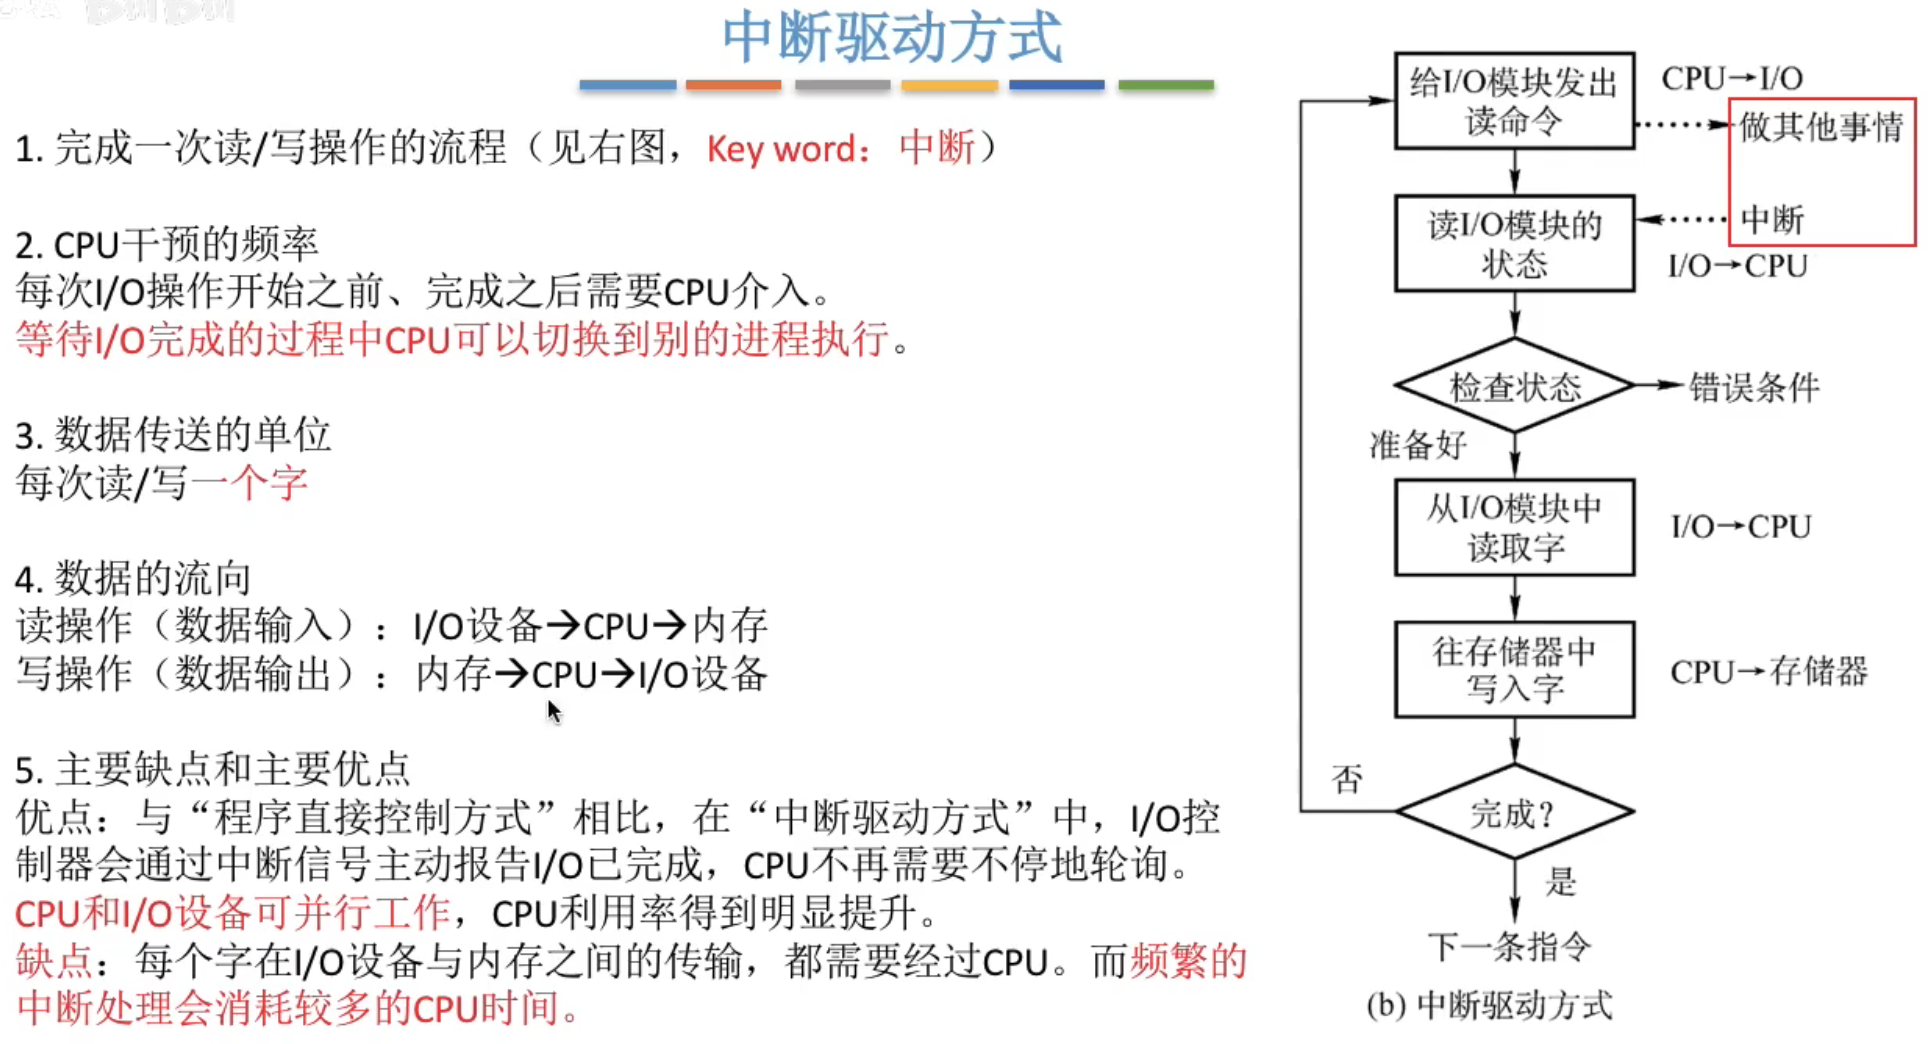 中断驱动方式
1. 完成一次读/写操作的流程（见右图，Key word：中断）
2. CPU干预的频率
每次I/O操作开始之前、完成之后需要CPU介入。
等待I/O完成的过程中CPU可以切换到别的进程执行。
3. 数据传送的单位
每次读/写一个字
4. 数据的流向
读操作（数据输入）：I/O设备→CPU→内存
写操作（数据输出）：内存→CPU→I/O设备
5. 主要缺点和主要优点
优点：与“程序直接控制方式”相比，在“中断驱动方式”中，I/O控
制器会通过中断信号主动报告I/O已完成，CPU不再需要不停地轮询。
CPU和I/O设备可并行工作，CPU利用率得到明显提升。
缺点：每个字在I/O设备与内存之间的传输，都需要经过CPU。而频繁的
中断处理会消耗较多的CPU时间。
给I/O模块发出
读命令
CPU→I/O
做其他事情
读I/O模块的
状态
中断
I/O→CPU
检查状态
错误条件
准备好
从I/O模块中
读取字
I/O→CPU
往存储器中
写入字
CPU→存储器
否
完成？
是
下一条指令
(b) 中断驱动方式